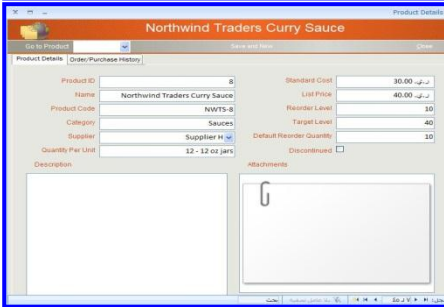 Product Details
Northwind Traders Curry Sauce
Go to Product
Save and New
Close
Product Details
Order/Purchase History
Product ID
8
Standard Cost
30.00
Name
Northwind Traders Curry Sauce
List Price
40.00
Product Code
NWTS-8
Reorder Level
10
Category
Sauces
Target Level
40
Supplier
Supplier H
Default Reorder Quantity
10
Quantity Per Unit
12 - 12 oz jars
Discontinued
Description
Attachments
بحث